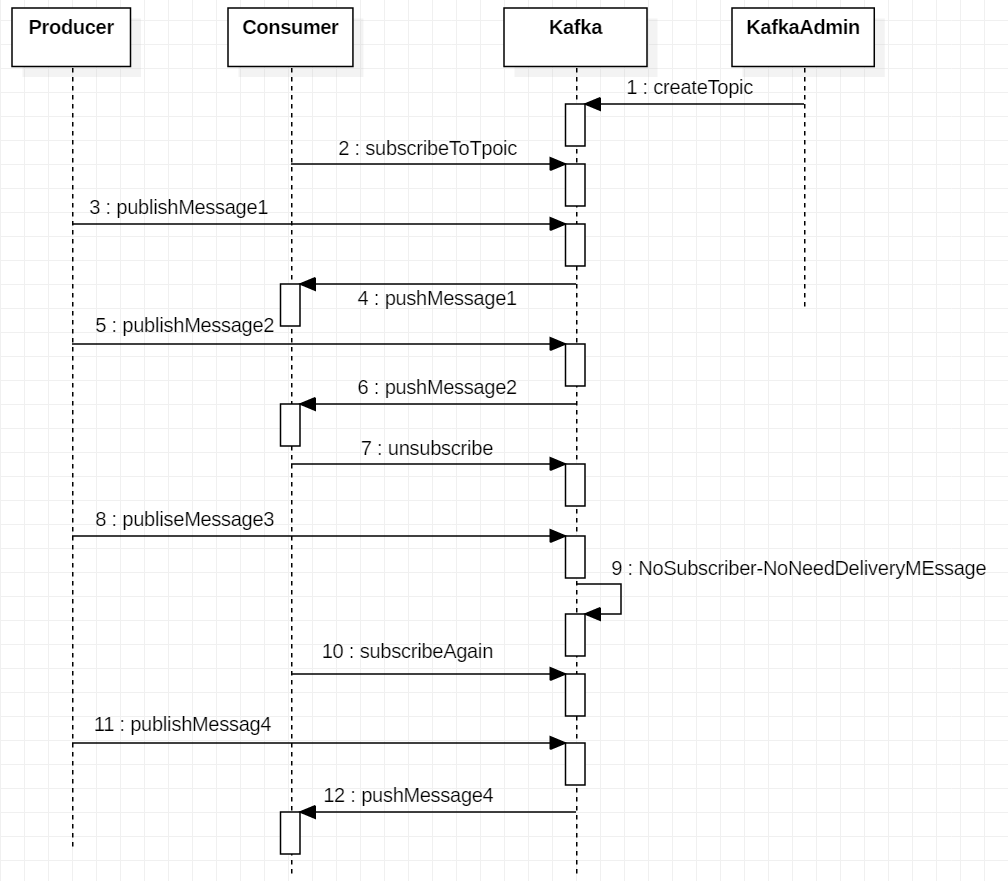 Producer
Consumer
Kafka
KafkaAdmin
1 : createTopic
2 : subscribeToTpoic
3 : publishMessage1
4 : pushMessage1
5 : publishMessage2
6 : pushMessage2
7 : unsubscribe
8 : publiseMessage3
9 : NoSubscriber-NoNeedDeliveryMEssage
10 : subscribeAgain
11 : publishMessag4
12 : pushMessage4